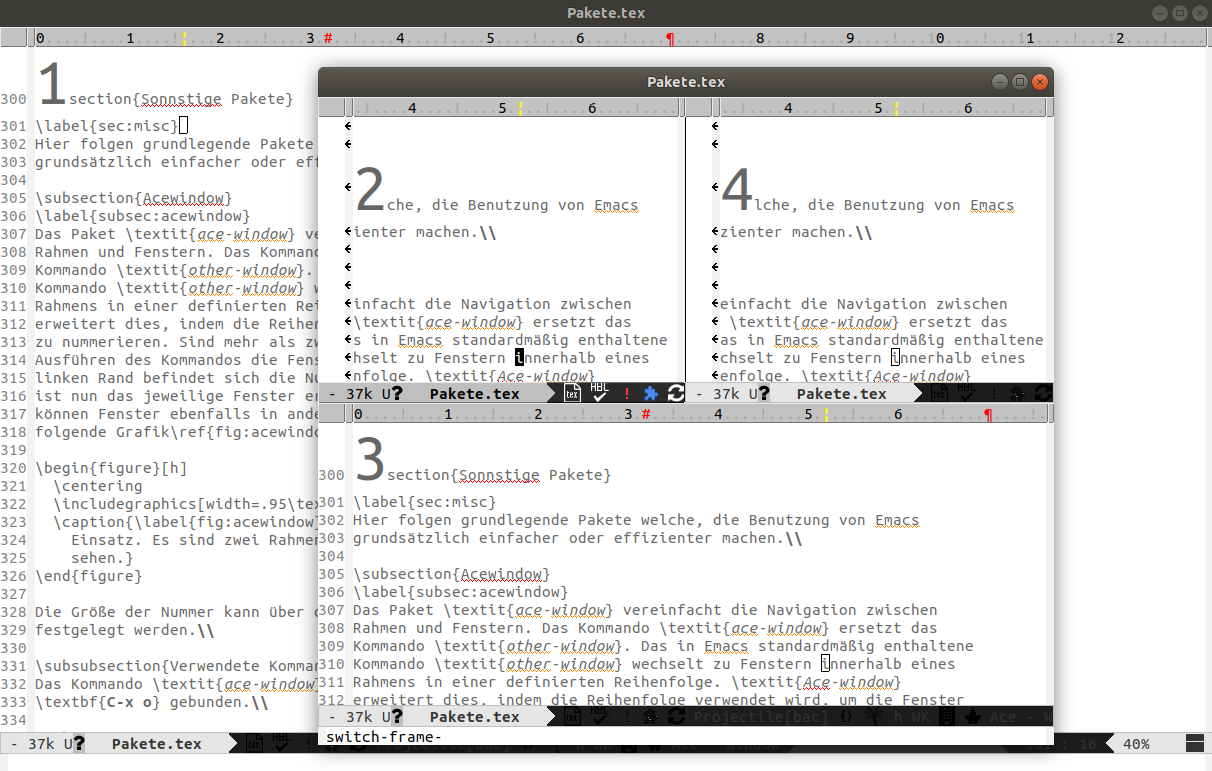 Pakete.tex
0 1 2 3 # 4 5 6 ¶ 8 9 0 1 2
300 1section{Sonnstige Pakete}
301 \label{sec:misc}
302 Hier folgen grundlegende Pakete
303 grundsätzlich einfacher oder eff
304
305 \subsection{Acewindow}
306 \label{subsec:acewindow}
307 Das Paket \textit{ace-window} ve
308 Rahmen und Fenstern. Das Komman
309 Kommando \textit{other-window}.
310 Kommando \textit{other-window} w
311 Rahmens in einer definierten Rei
312 erweitert dies, indem die Reihen
313 zu nummerieren. Sind mehr als zw
314 Ausführen des Kommandos die Fens
315 linken Rand befindet sich die Nu
316 ist nun das jeweilige Fenster er
317 können Fenster ebenfalls in ande
318 folgende Grafik\ref{fig:acewindo
319
320 \begin{figure}[h]
321 \centering
322 \includegraphics[width=.95\tex
323 \caption{\label{fig:acewindow}
324 Einsatz. Es sind zwei Rahmen
325 sehen.}
326 \end{figure}
327
328 Die Größe der Nummer kann über d
329 festgelegt werden.\\
330
331 \subsubsection{Verwendete Komman
332 Das Kommando \textit{ace-window}
333 \textbf{C-x o} gebunden.\\
334
- 37k U? Pakete.tex 40%
Pakete.tex
4 5 6
2che, die Benutzung von Emacs
ienter machen.\\
infacht die Navigation zwischen
\textit{ace-window} ersetzt das
s in Emacs standardmäßig enthaltene
hselt zu Fenstern innerhalb eines
nfolge. \textit{Ace-window}
- 37k U? Pakete.tex tex HBL !
4 5 6
4lche, die Benutzung von Emacs
zienter machen.\\
einfacht die Navigation zwischen
\textit{ace-window} ersetzt das
as in Emacs standardmäßig enthaltene
chselt zu Fenstern innerhalb eines
enfolge. \textit{Ace-window}
- 37k U? Pakete.tex
0 1 2 3 # 4 5 6 ¶
300 3section{Sonnstige Pakete}
301 \label{sec:misc}
302 Hier folgen grundlegende Pakete welche, die Benutzung von Emacs
303 grundsätzlich einfacher oder effizienter machen.\\
304
305 \subsection{Acewindow}
306 \label{subsec:acewindow}
307 Das Paket \textit{ace-window} vereinfacht die Navigation zwischen
308 Rahmen und Fenstern. Das Kommando \textit{ace-window} ersetzt das
309 Kommando \textit{other-window}. Das in Emacs standardmäßig enthaltene
310 Kommando \textit{other-window} wechselt zu Fenstern innerhalb eines
311 Rahmens in einer definierten Reihenfolge. \textit{Ace-window}
312 erweitert dies, indem die Reihenfolge verwendet wird, um die Fenster
- 37k U? Pakete.tex Projectile[bac] () h WK Ace - W
switch-frame-